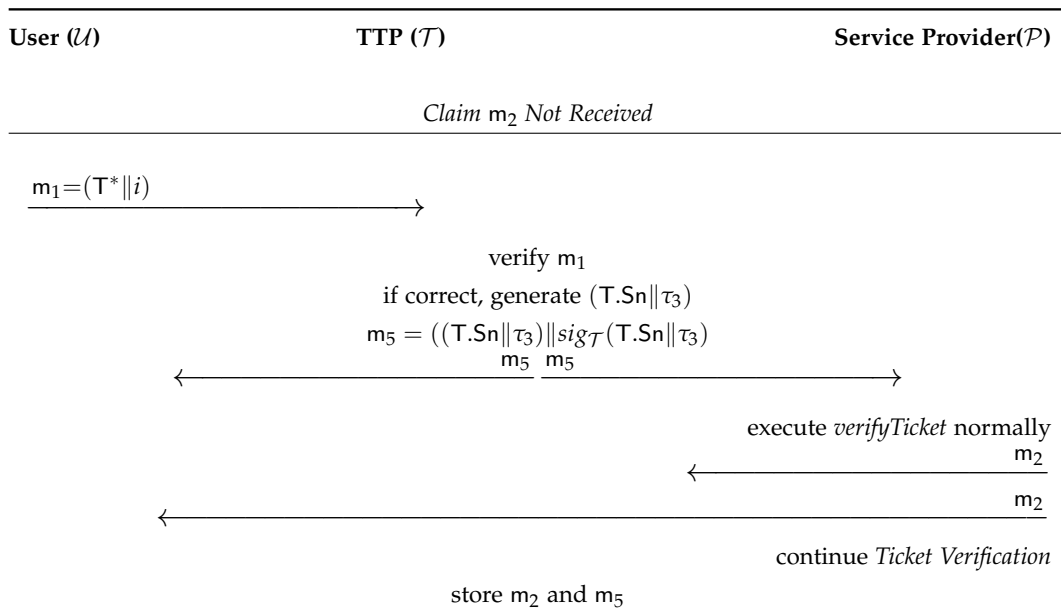 User (𝒰) TTP (𝒯) Service Provider(𝒫)
Claim m₂ Not Received
m₁=(T*∥i)
verify m₁
if correct, generate (T.Sn∥τ₃)
m₅ = ((T.Sn∥τ₃)∥sig_𝒯(T.Sn∥τ₃)
m₅ m₅
execute verifyTicket normally
m₂
m₂
continue Ticket Verification
store m₂ and m₅